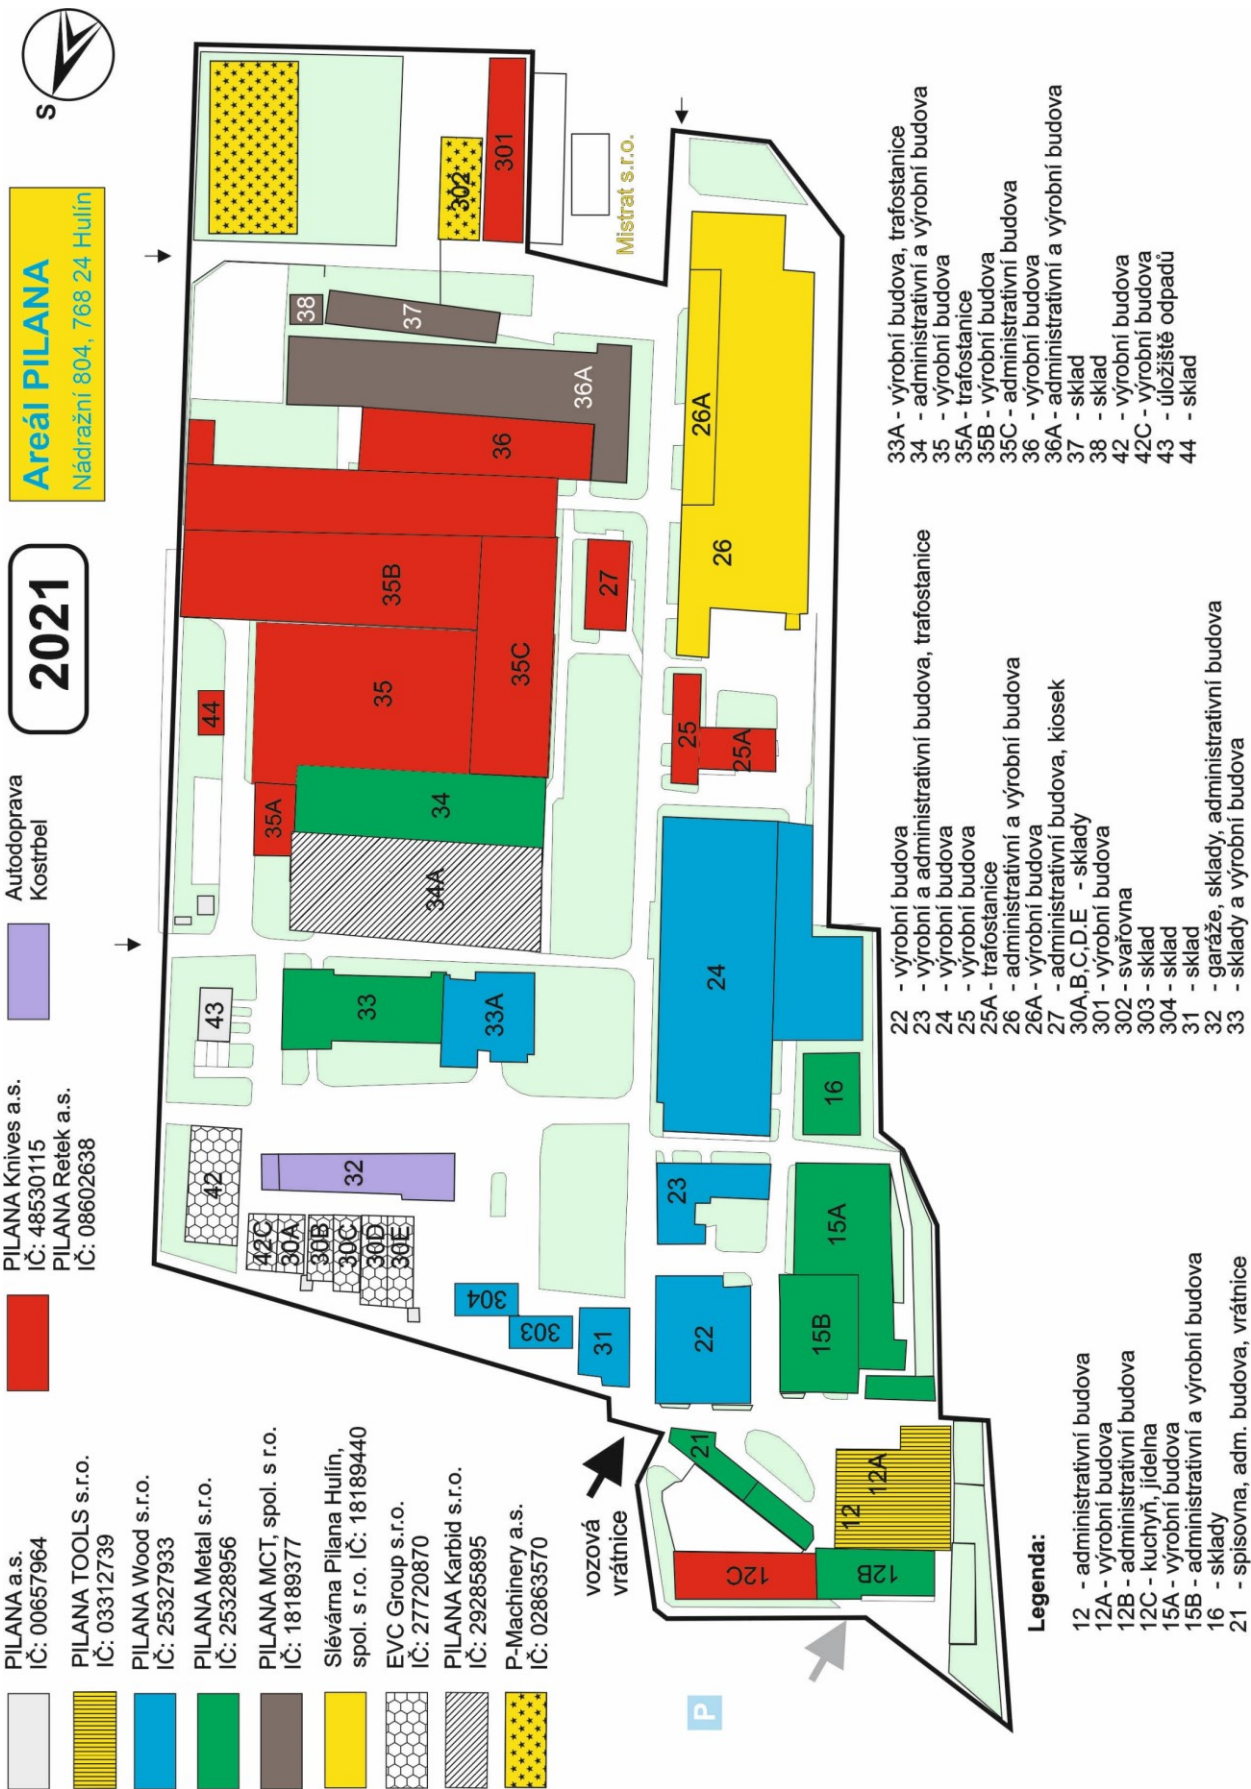 PILANA a.s.
IČ: 00657964
PILANA TOOLS s.r.o.
IČ: 03312739
PILANA Wood s.r.o.
IČ: 25327933
PILANA Metal s.r.o.
IČ: 25328956
PILANA MCT, spol. s r.o.
IČ: 18189377
Slévárna Pilana Hulín,
spol. s r.o. IČ: 18189440
EVC Group s.r.o.
IČ: 27720870
PILANA Karbid s.r.o.
IČ: 29285895
P-Machinery a.s.
IČ: 02863570
PILANA Knives a.s.
IČ: 48530115
PILANA Retek a.s.
IČ: 08602638
Autodoprava
Kostrbel
2021
Areál PILANA
Nádražní 804, 768 24 Hulín
S
42
43
44
42C
30A
30B
30C
30D
30E
32
33
33A
35A
34A
34
35
35B
35C
36
36A
37
38
302
301
Mistrat s.r.o.
304
303
31
27
vozová
vrátnice
22
23
24
25
25A
26
26A
21
15B
15A
16
12C
12B
12
12A
P
Legenda:
12 - administrativní budova
12A - výrobní budova
12B - administrativní budova
12C - kuchyň, jídelna
15A - výrobní budova
15B - administrativní a výrobní budova
16 - sklady
21 - spisovna, adm. budova, vrátnice
22 - výrobní budova
23 - výrobní a administrativní budova, trafostanice
24 - výrobní budova
25 - výrobní budova
25A - trafostanice
26 - administrativní a výrobní budova
26A - výrobní budova
27 - administrativní budova, kiosek
30A,B,C,D.E - sklady
301 - výrobní budova
302 - svařovna
303 - sklad
304 - sklad
31 - sklad
32 - garáže, sklady, administrativní budova
33 - sklady a výrobní budova
33A - výrobní budova, trafostanice
34 - administrativní a výrobní budova
35 - výrobní budova
35A - trafostanice
35B - výrobní budova
35C - administrativní budova
36 - výrobní budova
36A - administrativní a výrobní budova
37 - sklad
38 - sklad
42 - výrobní budova
42C - výrobní budova
43 - úložiště odpadů
44 - sklad